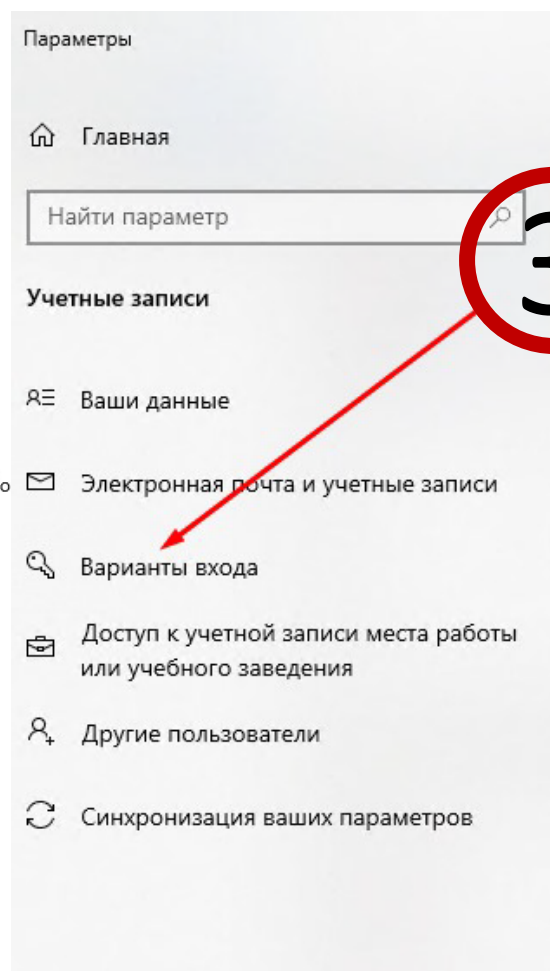 Параметры
Главная
Найти параметр
3
Учетные записи
Ваши данные
о
Электронная почта и учетные записи
Варианты входа
Доступ к учетной записи места работы
или учебного заведения
Другие пользователи
Синхронизация ваших параметров